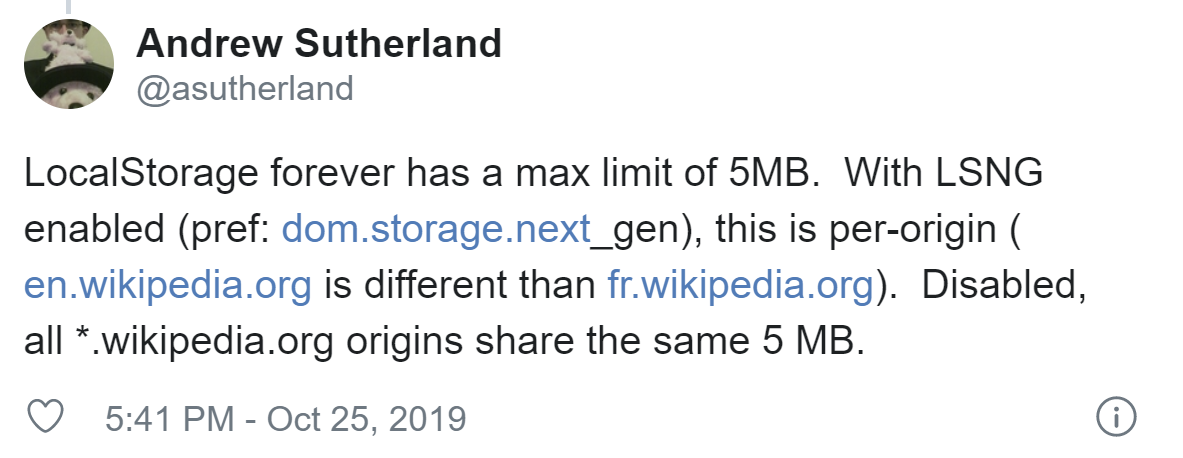 Andrew Sutherland
@asutherland
LocalStorage forever has a max limit of 5MB.  With LSNG
enabled (pref: dom.storage.next_gen), this is per-origin (
en.wikipedia.org is different than fr.wikipedia.org).  Disabled,
all *.wikipedia.org origins share the same 5 MB.
5:41 PM - Oct 25, 2019